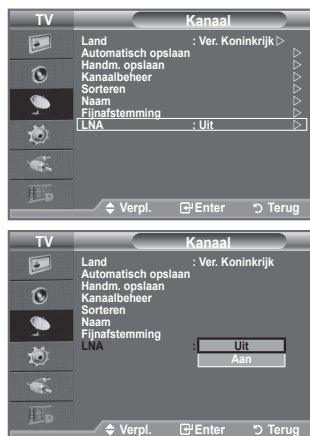 TV Kanaal
Land : Ver. Koninkrijk
Automatisch opslaan
Handm. opslaan
Kanaalbeheer
Sorteren
Naam
Fijnafstemming
LNA : Uit
Verpl. Enter Terug
TV Kanaal
Land : Ver. Koninkrijk
Automatisch opslaan
Handm. opslaan
Kanaalbeheer
Sorteren
Naam
Fijnafstemming
LNA : Uit
Aan
Verpl. Enter Terug